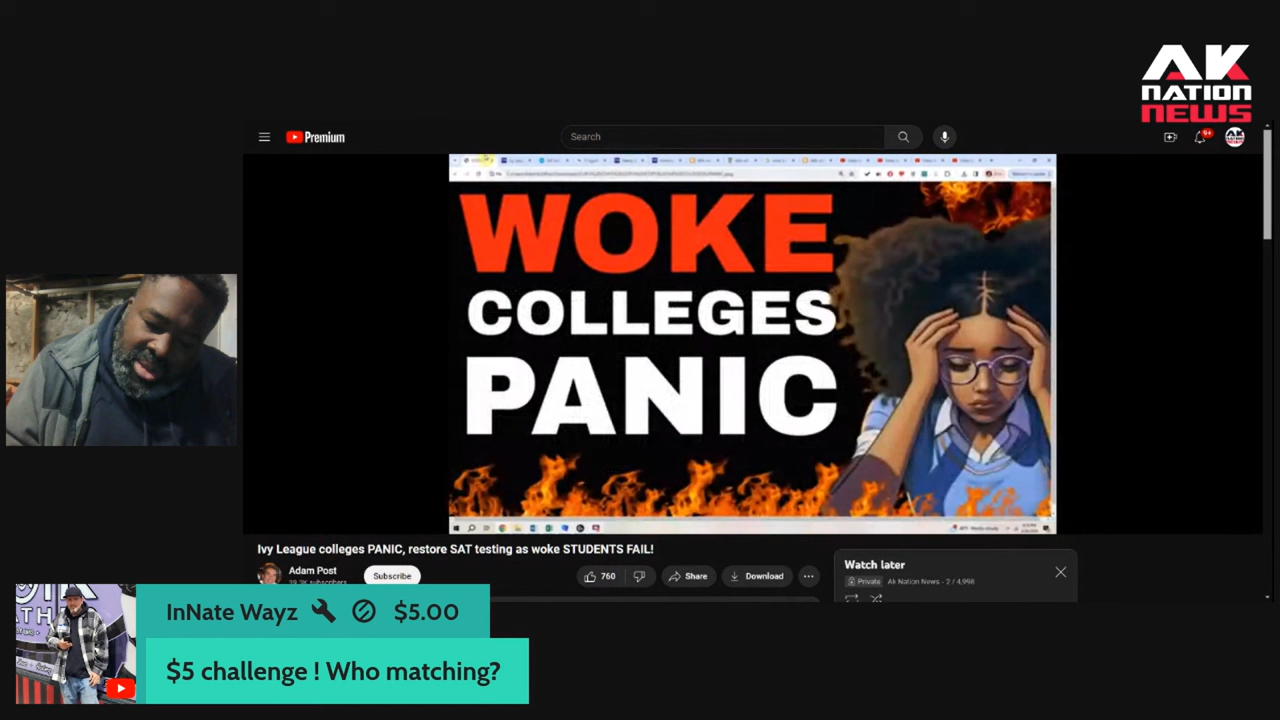 AK
NATION
NEWS
Premium
Search
9+
WOKE
COLLEGES
PANIC
Ivy League colleges PANIC, restore SAT testing as woke STUDENTS FAIL!
Adam Post
Subscribe
760
Share
Download
Watch later
Private
Ak Nation News - 2 / 4,998
InNate Wayz $5.00
$5 challenge ! Who matching?